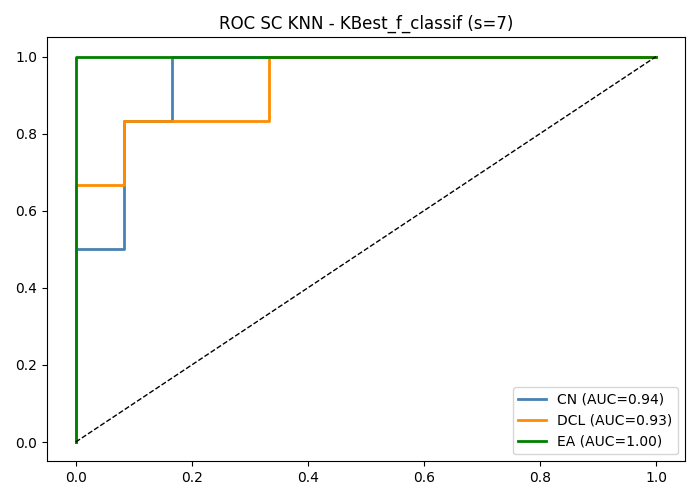 ROC SC KNN - KBest_f_classif (s=7)
1.0
0.8
0.6
0.4
0.2
0.0
CN (AUC=0.94)
DCL (AUC=0.93)
EA (AUC=1.00)
0.0 0.2 0.4 0.6 0.8 1.0